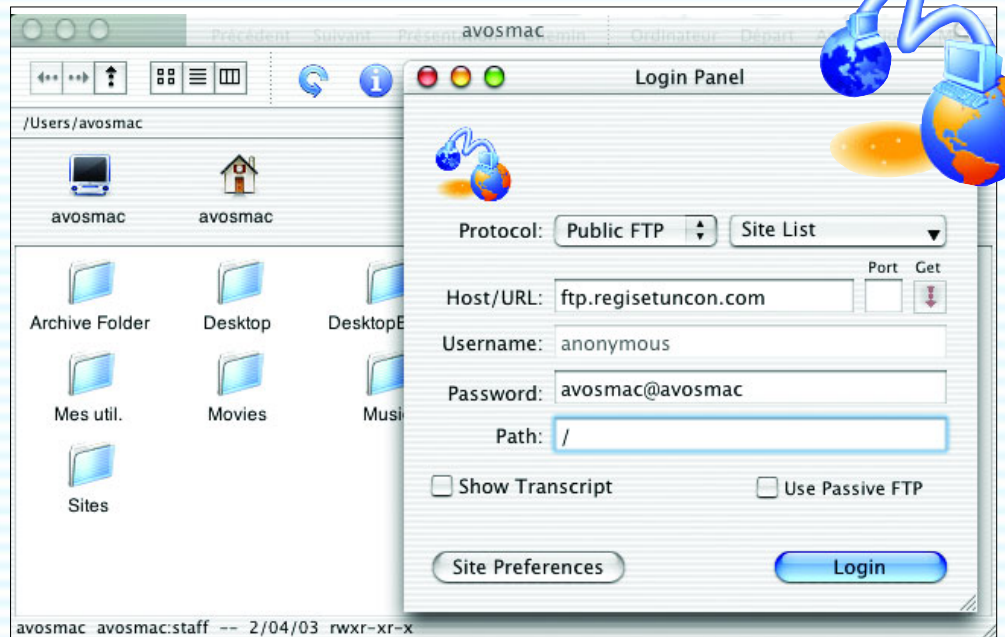 avosmac
Précédent Suivant Présentation Chemin Ordinateur Départ
/Users/avosmac
avosmac
avosmac
Archive Folder
Desktop
Mes util.
Movies
Sites
avosmac avosmac:staff -- 2/04/03 rwxr-xr-x
Login Panel
Protocol: Public FTP Site List
Port Get
Host/URL: ftp.regisetuncon.com
Username: anonymous
Password: avosmac@avosmac
Path: /
Show Transcript
Use Passive FTP
Site Preferences
Login